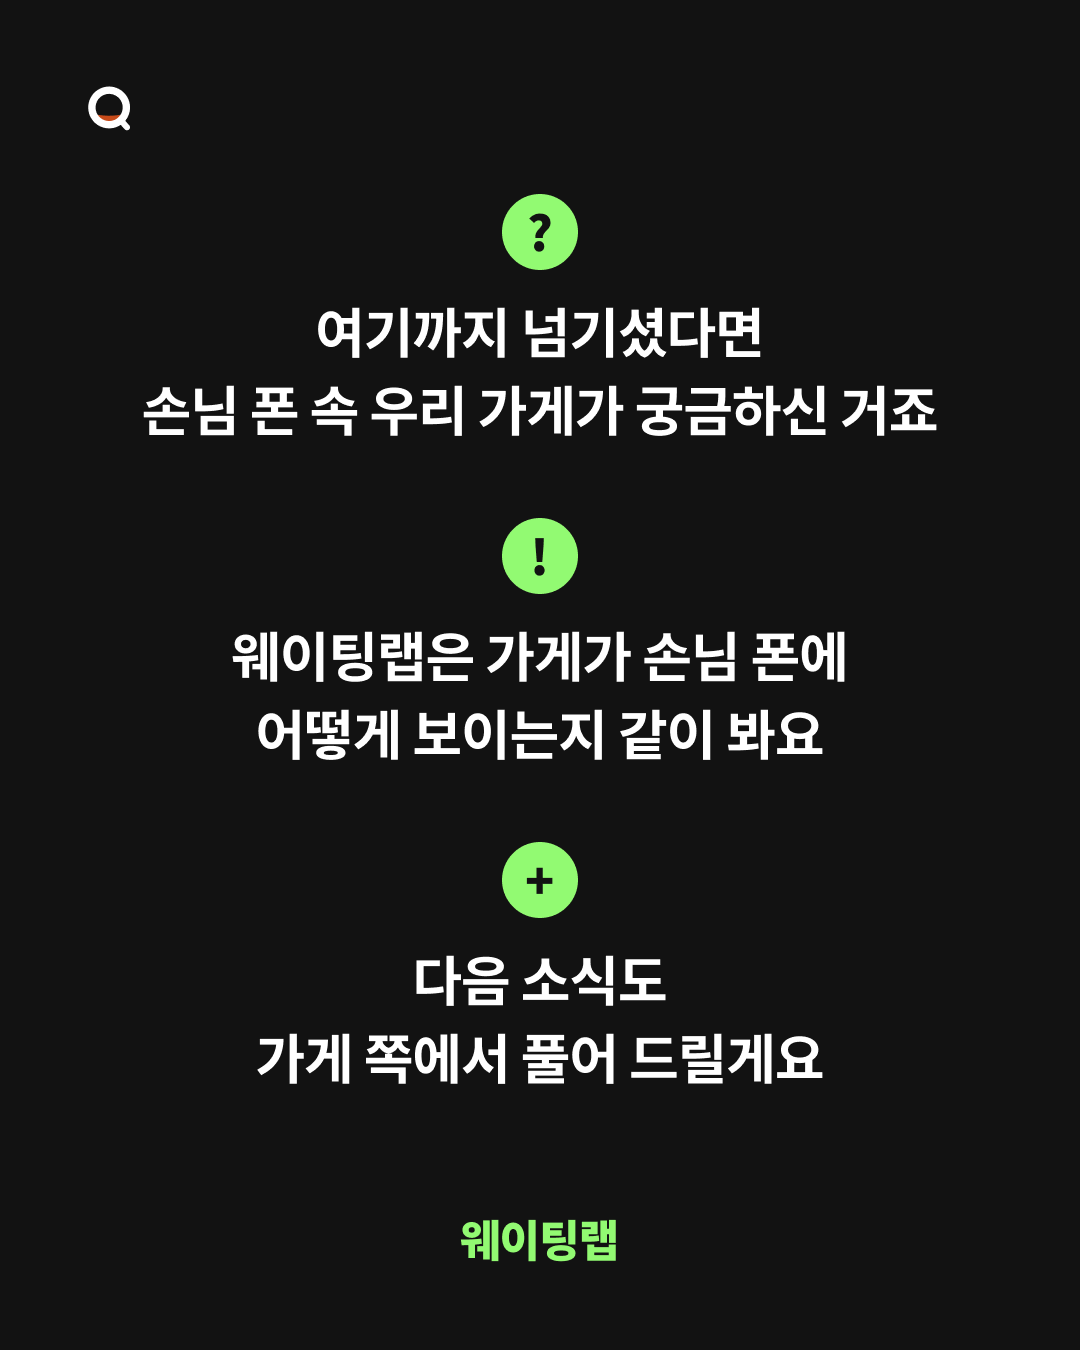 ?
여기까지 넘기셨다면
손님 폰 속 우리 가게가 궁금하신 거죠
!
웨이팅랩은 가게가 손님 폰에
어떻게 보이는지 같이 봐요
+
다음 소식도
가게 쪽에서 풀어 드릴게요
웨이팅랩